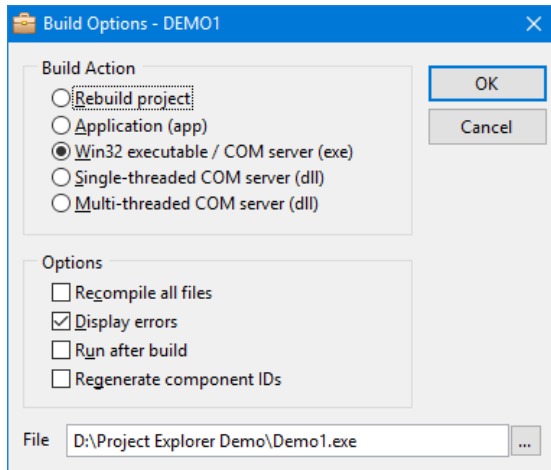 Build Options - DEMO1
Build Action
Rebuild project
Application (app)
Win32 executable / COM server (exe)
Single-threaded COM server (dll)
Multi-threaded COM server (dll)
OK
Cancel
Options
Recompile all files
Display errors
Run after build
Regenerate component IDs
File D:\Project Explorer Demo\Demo1.exe ...